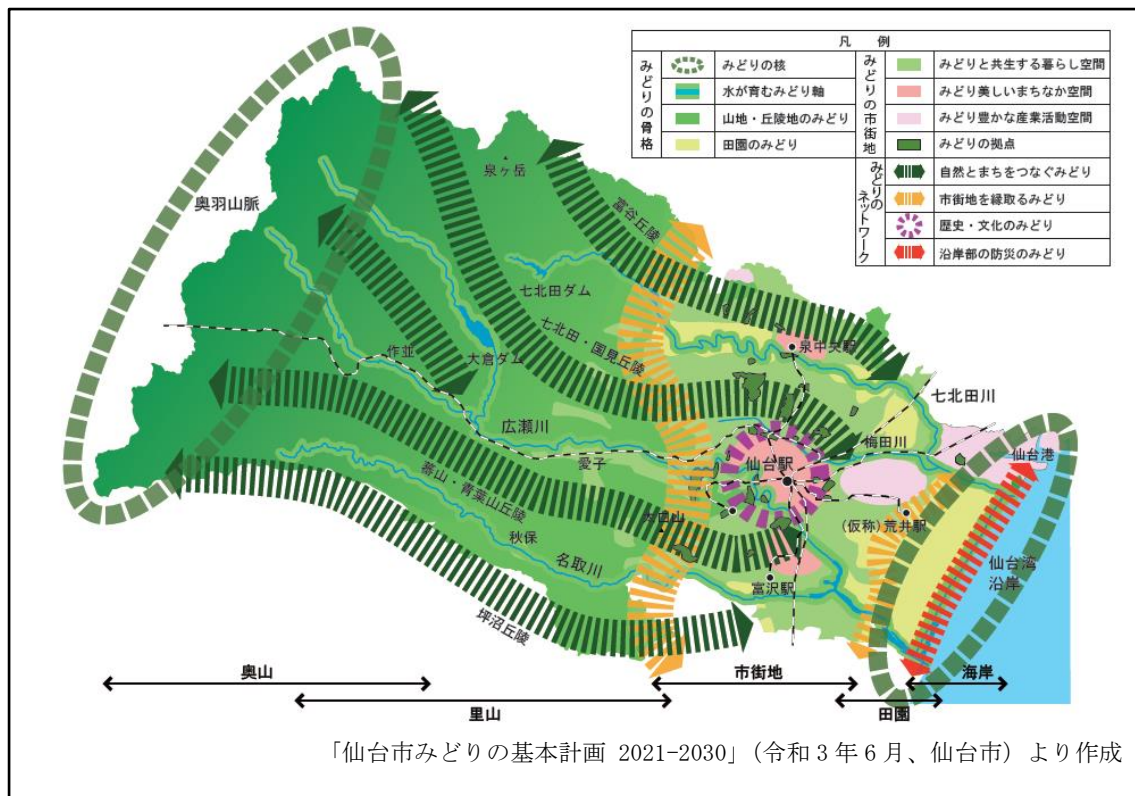 凡 例
みどりの骨格
みどりの核
水が育むみどり軸
山地・丘陵地のみどり
田園のみどり
みどりの市街地
みどりと共生する暮らし空間
みどり美しいまちなか空間
みどり豊かな産業活動空間
みどりの拠点
みどりのネットワーク
自然とまちをつなぐみどり
市街地を縁取るみどり
歴史・文化のみどり
沿岸部の防災のみどり
泉ヶ岳
奥羽山脈
富谷丘陵
七北田ダム
七北田・国見丘陵
作並
大倉ダム
泉中央駅
七北田川
広瀬川
梅田川
愛子
仙台駅
仙台港
蕃山・青葉山丘陵
太白山
(仮称)荒井駅
秋保
名取川
富沢駅
仙台湾
沿岸
坪沼丘陵
奥山
市街地
海岸
里山
田園
「仙台市みどりの基本計画 2021-2030」(令和3年6月、仙台市) より作成